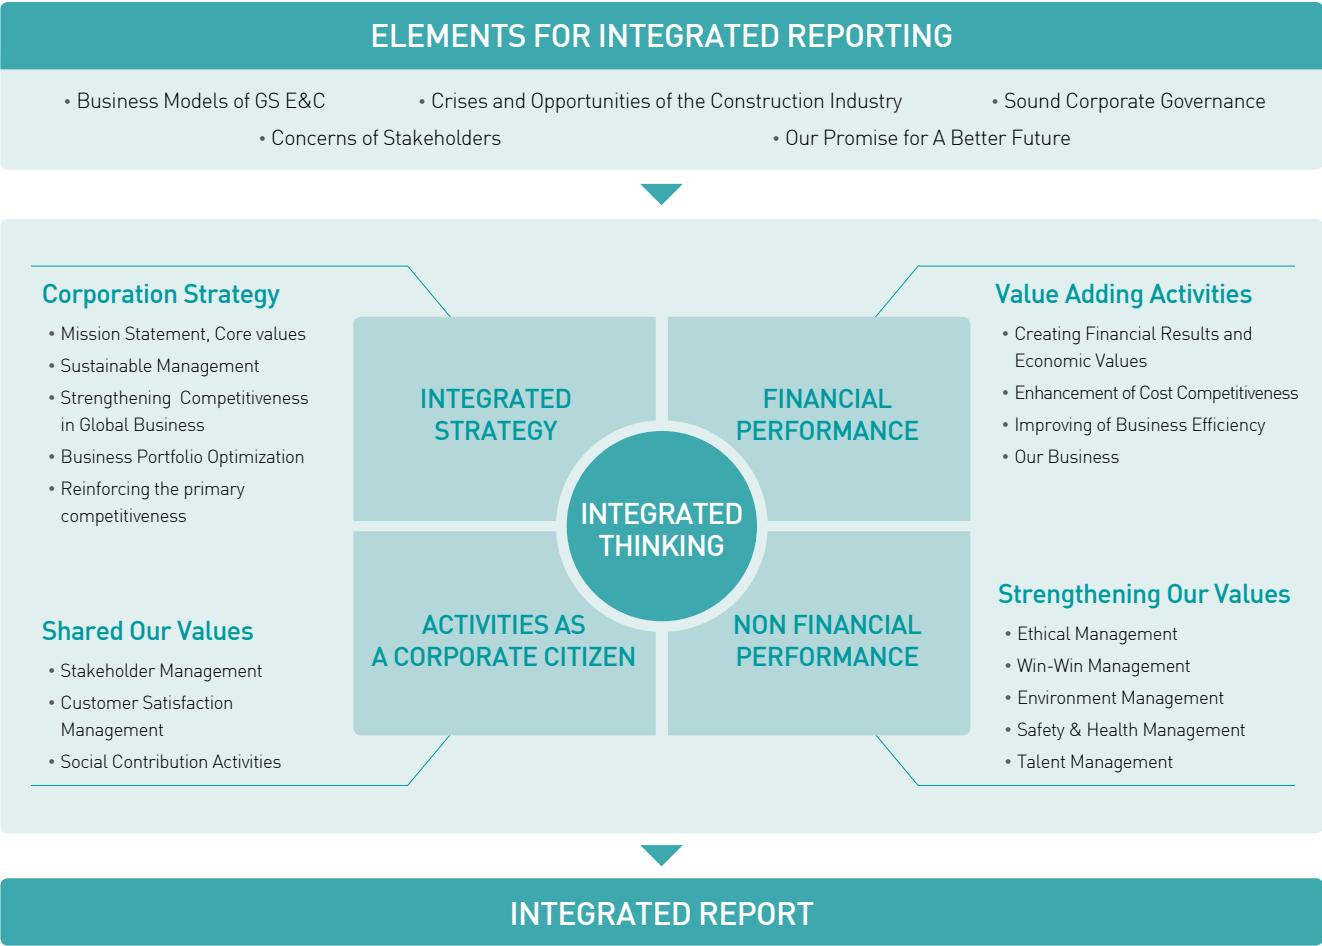 ELEMENTS FOR INTEGRATED REPORTING
• Business Models of GS E&C
• Crises and Opportunities of the Construction Industry
• Sound Corporate Governance
• Concerns of Stakeholders
• Our Promise for A Better Future
Corporation Strategy
• Mission Statement, Core values
• Sustainable Management
• Strengthening Competitiveness
in Global Business
• Business Portfolio Optimization
• Reinforcing the primary
competitiveness
Value Adding Activities
• Creating Financial Results and
Economic Values
• Enhancement of Cost Competitiveness
• Improving of Business Efficiency
• Our Business
INTEGRATED
STRATEGY
FINANCIAL
PERFORMANCE
INTEGRATED
THINKING
ACTIVITIES AS
A CORPORATE CITIZEN
NON FINANCIAL
PERFORMANCE
Shared Our Values
• Stakeholder Management
• Customer Satisfaction
Management
• Social Contribution Activities
Strengthening Our Values
• Ethical Management
• Win-Win Management
• Environment Management
• Safety & Health Management
• Talent Management
INTEGRATED REPORT